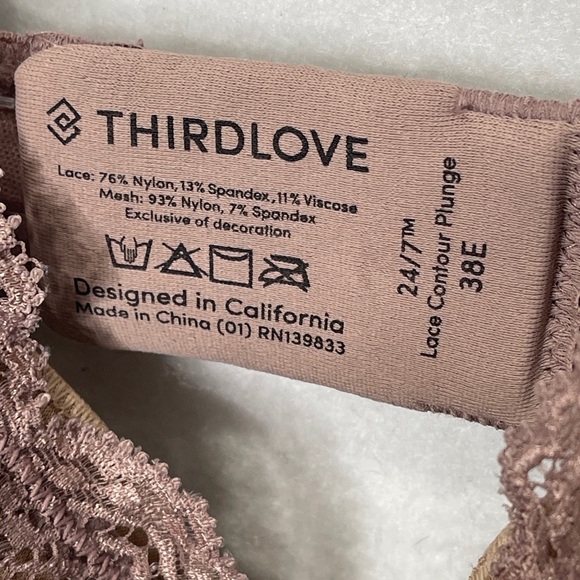 THIRDLOVE
Lace: 76% Nylon, 13% Spandex, 11% Viscose
Mesh: 93% Nylon, 7% Spandex
Exclusive of decoration
Designed in California
Made in China (01) RN139833
24/7™
Lace Contour Plunge
38E